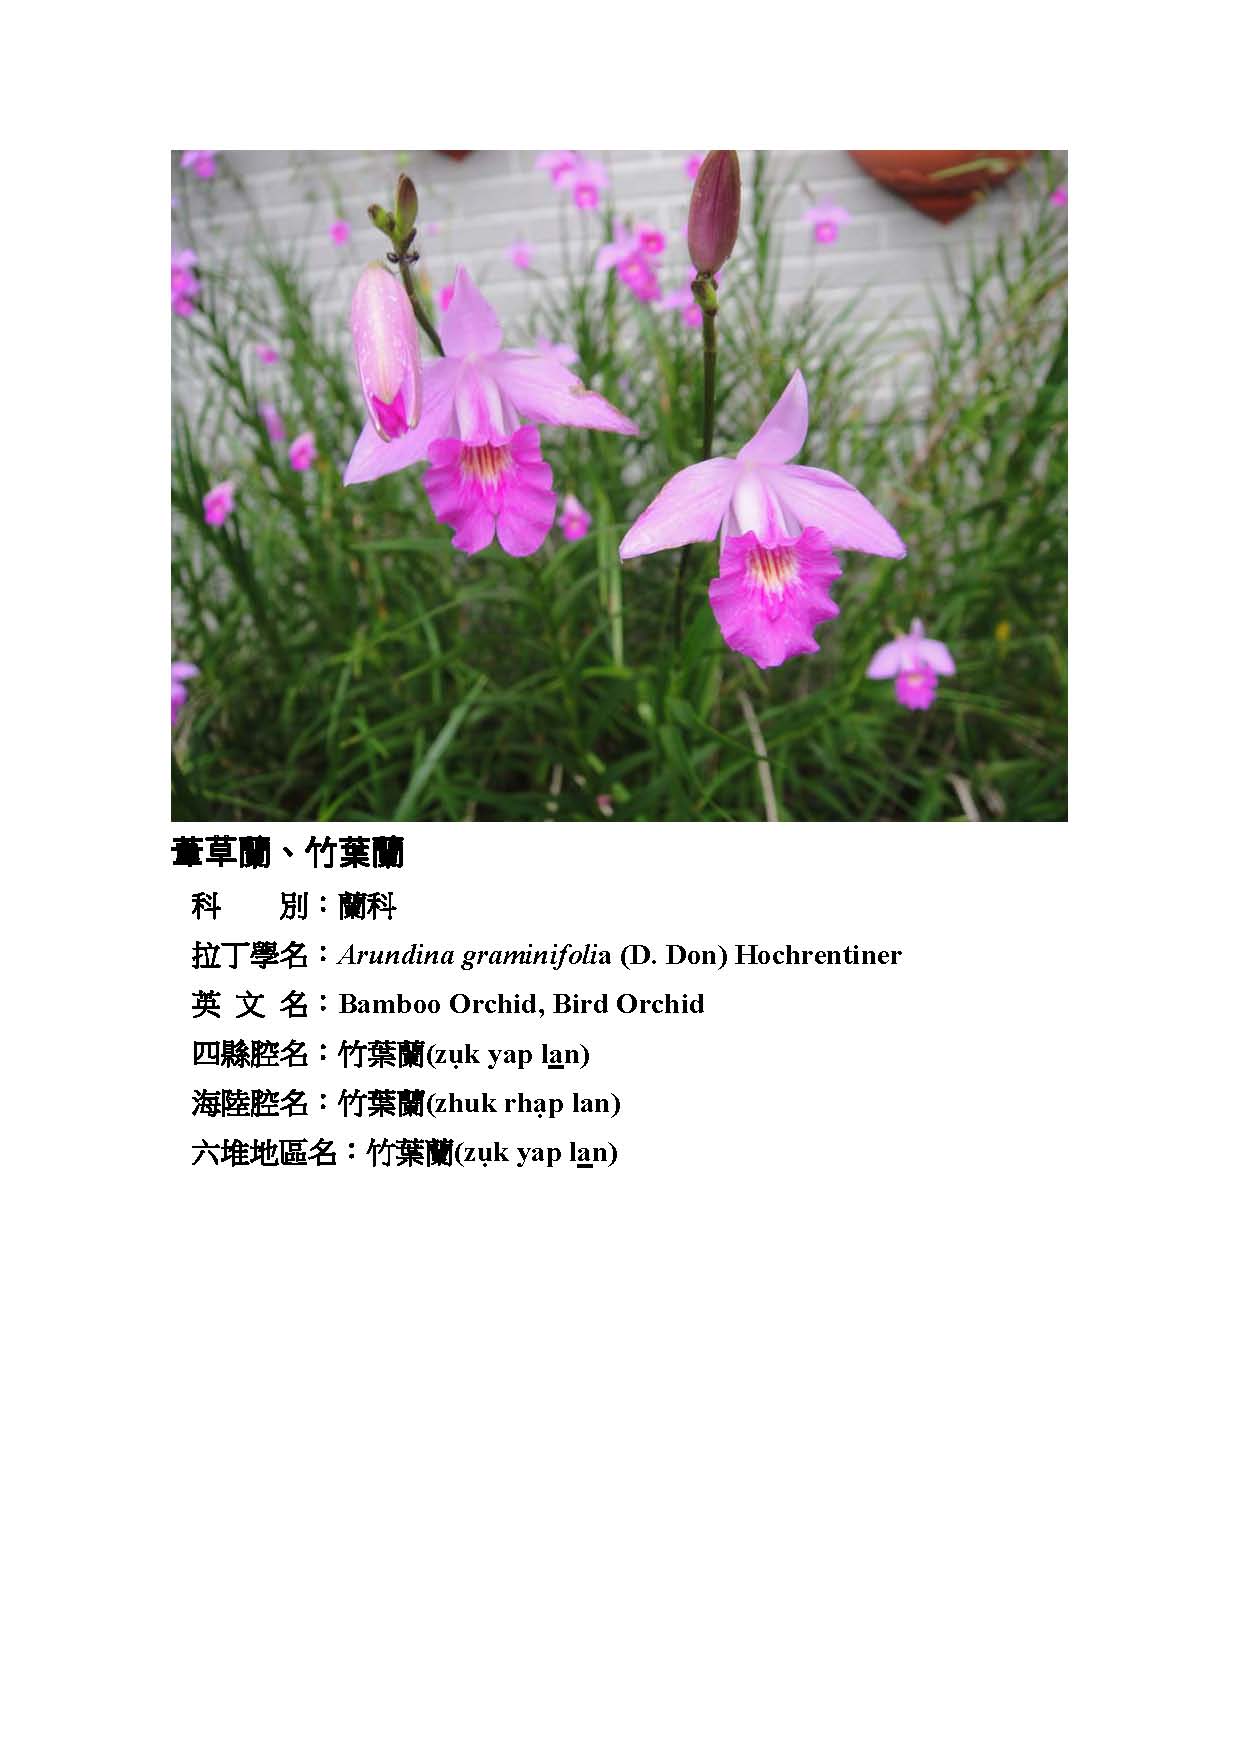 葦草蘭、竹葉蘭
科　　別：蘭科
拉丁學名：Arundina graminifolia (D. Don) Hochrentiner
英 文 名：Bamboo Orchid, Bird Orchid
四縣腔名：竹葉蘭(zụk yap la̲n)
海陸腔名：竹葉蘭(zhuk rhạp lan)
六堆地區名：竹葉蘭(zụk yap la̲n)